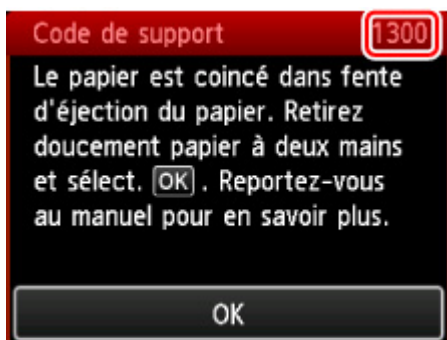 Code de support 1300
Le papier est coincé dans fente
d'éjection du papier. Retirez
doucement papier à deux mains
et sélect. OK . Reportez-vous
au manuel pour en savoir plus.
OK